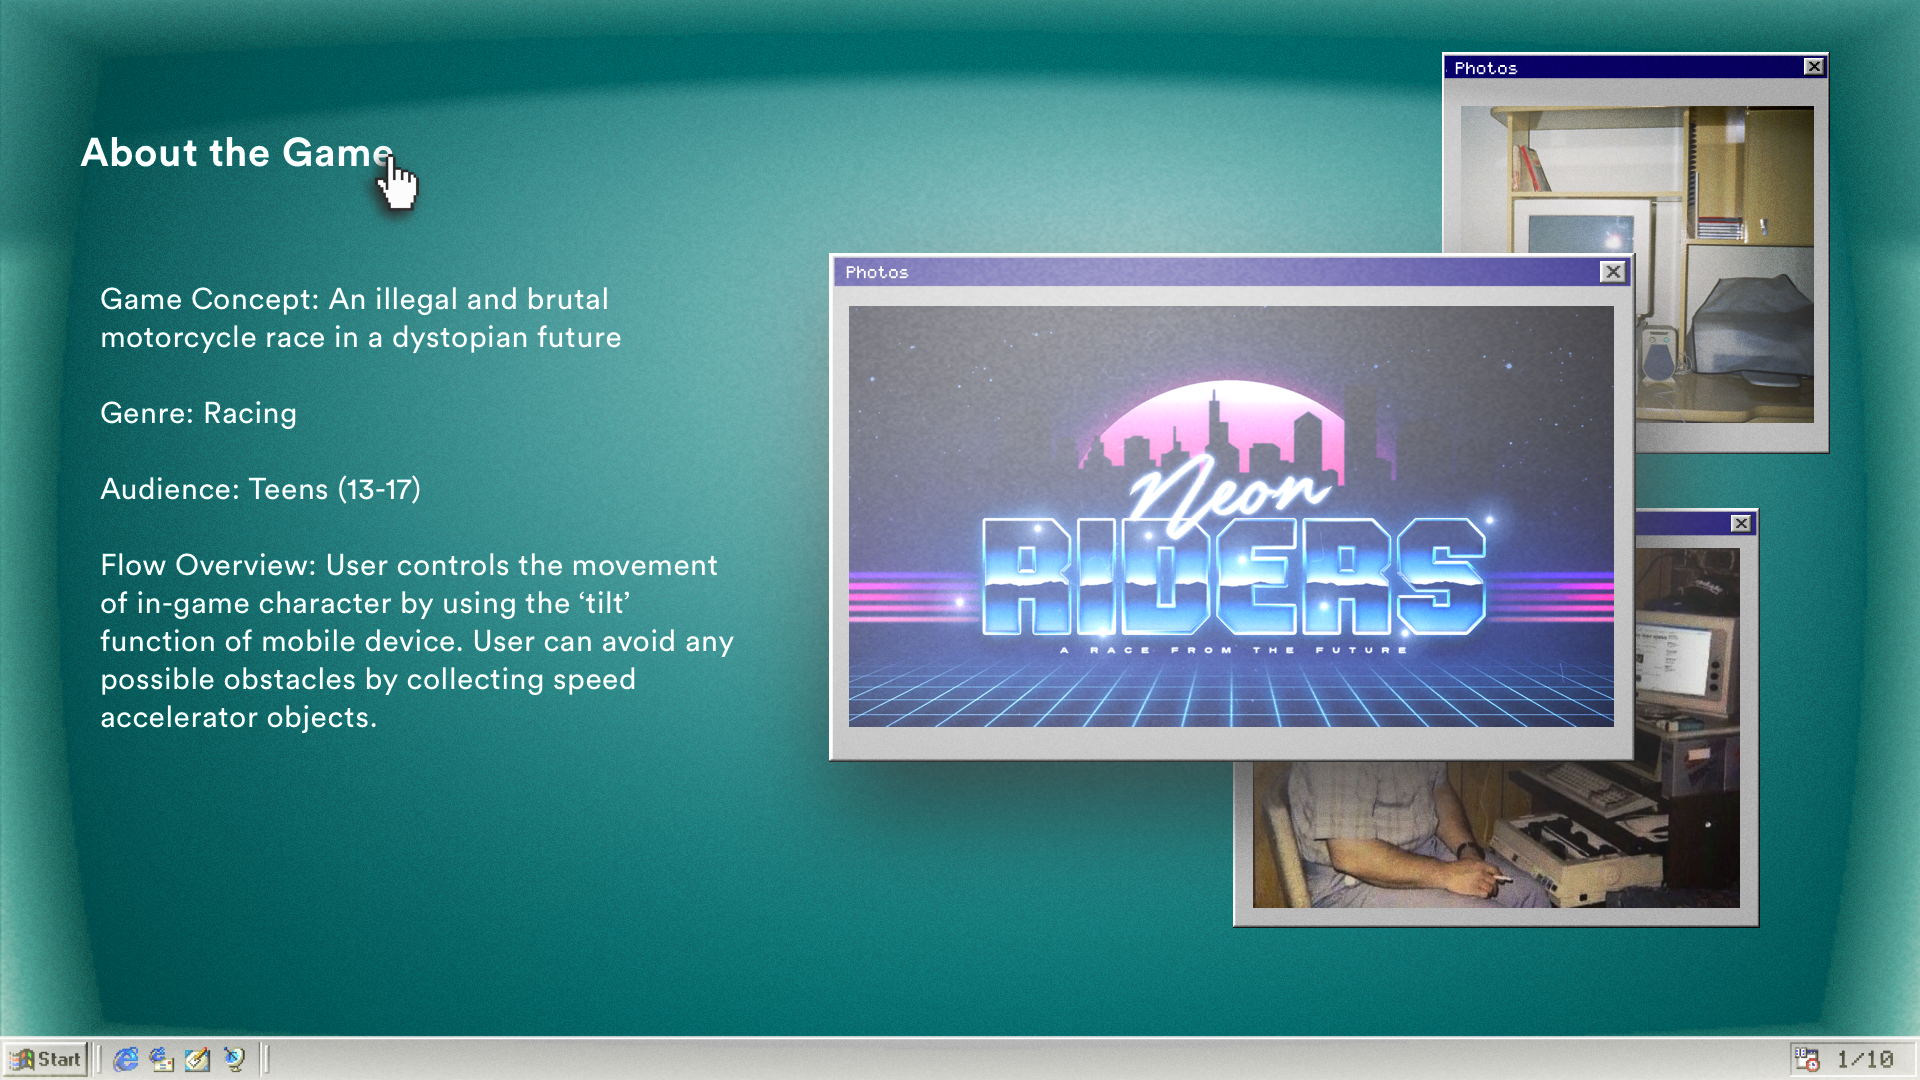 About the Game
Game Concept: An illegal and brutal
motorcycle race in a dystopian future
Genre: Racing
Audience: Teens (13-17)
Flow Overview: User controls the movement
of in-game character by using the ‘tilt’
function of mobile device. User can avoid any
possible obstacles by collecting speed
accelerator objects.
Photos
Photos
Neon
RIDERS
A RACE FROM THE FUTURE
Start
1/10